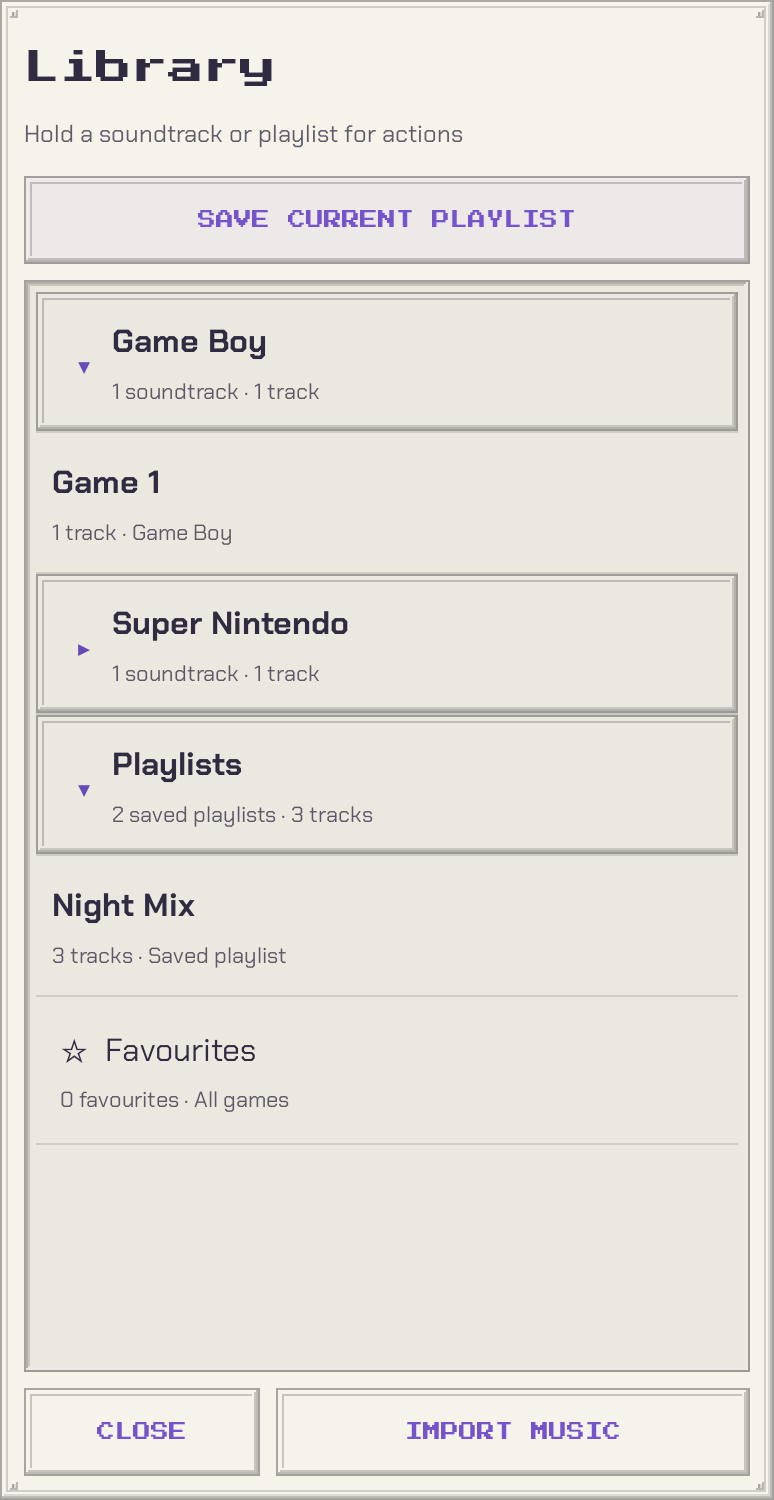 Library
Hold a soundtrack or playlist for actions
SAVE CURRENT PLAYLIST
▼ Game Boy
1 soundtrack · 1 track
Game 1
1 track · Game Boy
► Super Nintendo
1 soundtrack · 1 track
▼ Playlists
2 saved playlists · 3 tracks
Night Mix
3 tracks · Saved playlist
☆ Favourites
0 favourites · All games
CLOSE
IMPORT MUSIC